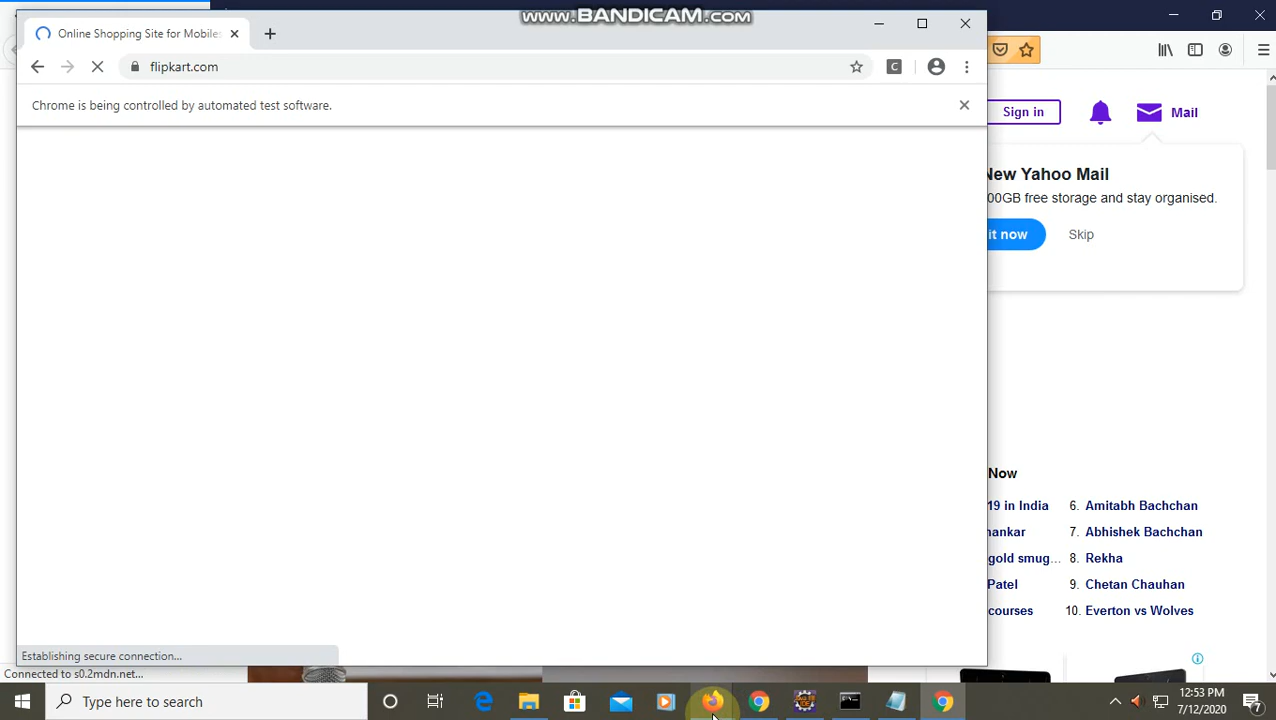 www.BANDICAM.com
Online Shopping Site for Mobiles
flipkart.com
C
Chrome is being controlled by automated test software.
Sign in
Mail
New Yahoo Mail
00GB free storage and stay organised.
it now
Skip
Now
19 in India
6. Amitabh Bachchan
7. Abhishek Bachchan
gold smug...
8. Rekha
Patel
9. Chetan Chauhan
courses
10. Everton vs Wolves
Establishing secure connection...
Connected to s0.2mdn.net...
Type here to search
12:53 PM
7/12/2020
7